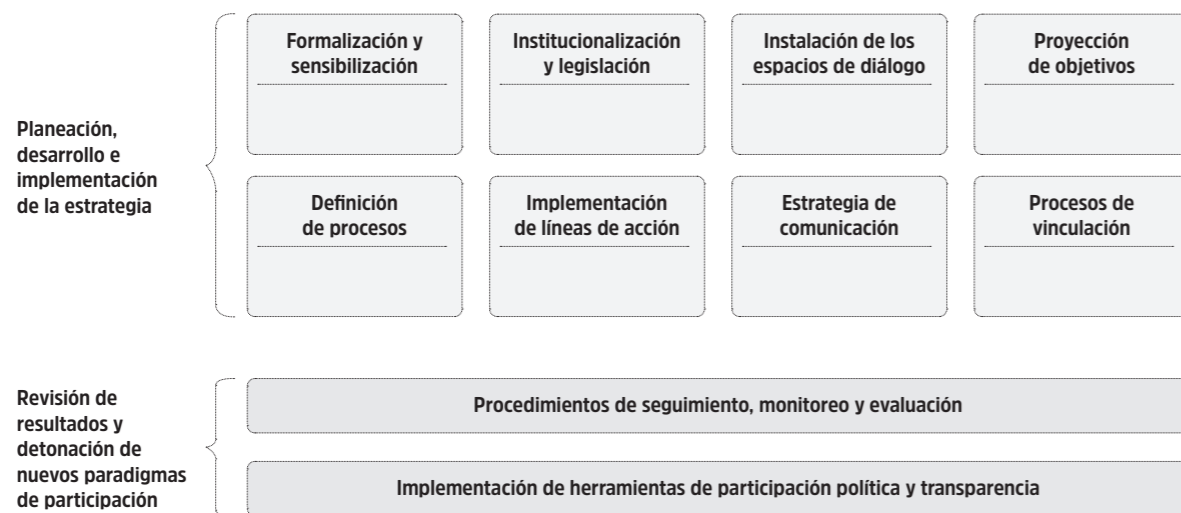 Planeación,
desarrollo e
implementación
de la estrategia
Formalización y
sensibilización
Institucionalización
y legislación
Instalación de los
espacios de diálogo
Proyección
de objetivos
Definición
de procesos
Implementación
de líneas de acción
Estrategia de
comunicación
Procesos de
vinculación
Revisión de
resultados y
detonación de
nuevos paradigmas
de participación
Procedimientos de seguimiento, monitoreo y evaluación
Implementación de herramientas de participación política y transparencia